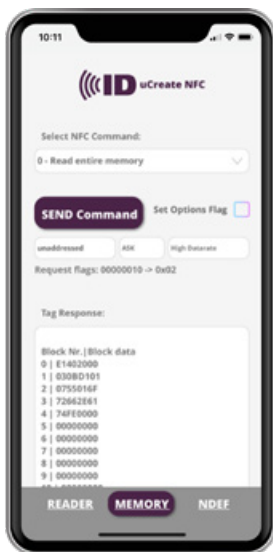 10:11
ID uCreate NFC
Select NFC Command:
0 - Read entire memory
SEND Command Set Options Flag
unaddressed ASK High Datarate
Request flags: 00000010 -> 0x02
Tag Response:
Block Nr.|Block data
0 | E1402000
1 | 030BD101
2 | 0755016F
3 | 72662E61
4 | 74FE0000
5 | 00000000
6 | 00000000
7 | 00000000
8 | 00000000
9 | 00000000
READER MEMORY NDEF